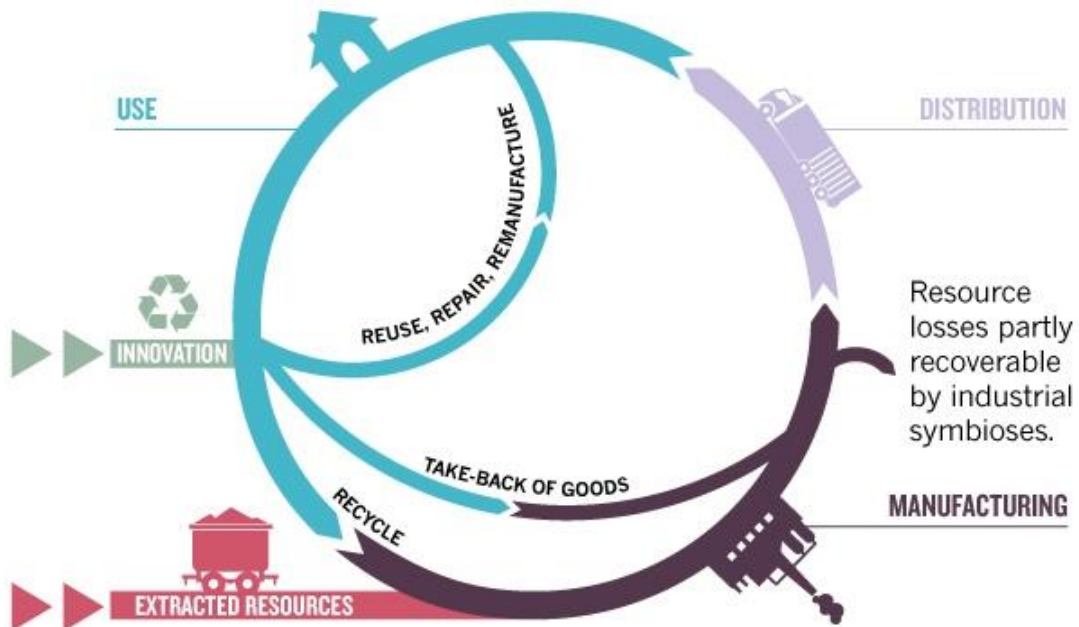 USE
DISTRIBUTION
REUSE, REPAIR, REMANUFACTURE
INNOVATION
Resource
losses partly
recoverable
by industrial
symbioses.
TAKE-BACK OF GOODS
RECYCLE
MANUFACTURING
EXTRACTED RESOURCES